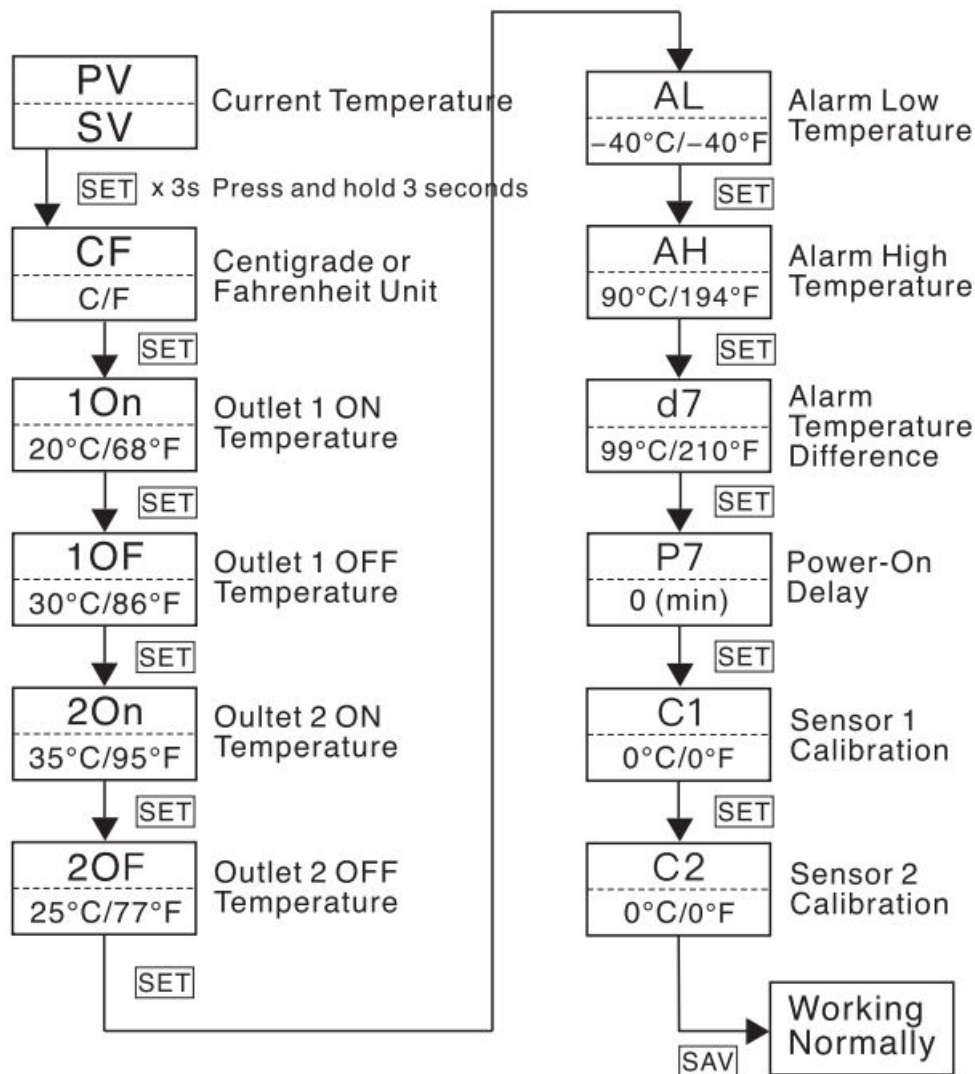 PV
SV
Current Temperature
SET x 3s Press and hold 3 seconds
CF
C/F
Centigrade or
Fahrenheit Unit
SET
1On
20°C/68°F
Outlet 1 ON
Temperature
SET
1OF
30°C/86°F
Outlet 1 OFF
Temperature
SET
2On
35°C/95°F
Oultet 2 ON
Temperature
SET
2OF
25°C/77°F
Outlet 2 OFF
Temperature
SET
AL
−40°C/−40°F
Alarm Low
Temperature
SET
AH
90°C/194°F
Alarm High
Temperature
SET
d7
99°C/210°F
Alarm
Temperature
Difference
SET
P7
0 (min)
Power-On
Delay
SET
C1
0°C/0°F
Sensor 1
Calibration
SET
C2
0°C/0°F
Sensor 2
Calibration
SAV
Working
Normally